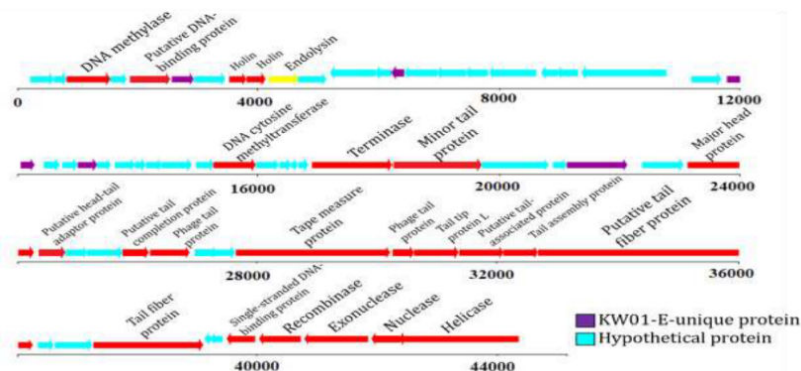 DNA methylase
Putative DNA-
binding protein
Holin
Holin
Endolysin
0
4000
8000
12000
DNA cytosine
methyltransferase
Terminase
Minor tail
protein
Major head
protein
16000
20000
24000
Putative head-tail
adaptor protein
Putative tail
completion protein
Phage tail
protein
Tape measure
protein
Phage tail
protein
Tail tip
protein L
Putative tail-
associated protein
Tail assembly protein
Putative tail
fiber protein
28000
32000
36000
Tail fiber
protein
Single-stranded DNA-
binding protein
Recombinase
Exonuclease
Nuclease
Helicase
40000
44000
KW01-E-unique protein
Hypothetical protein